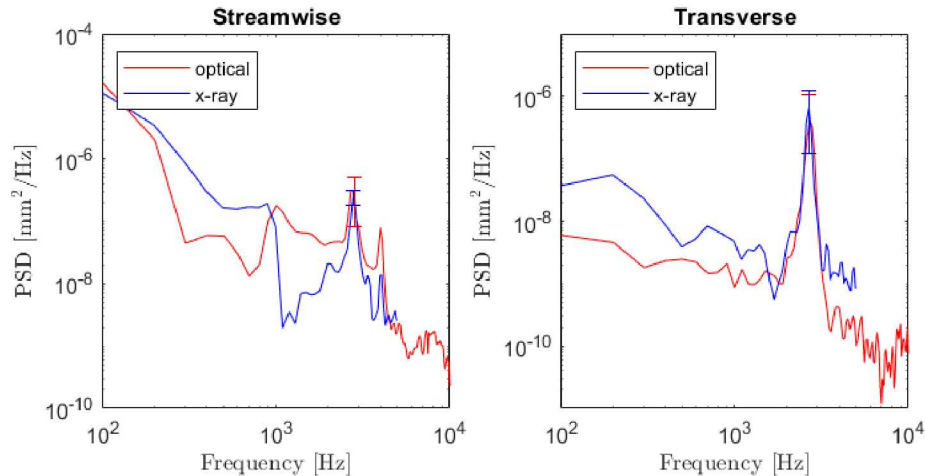 Streamwise
optical
x-ray
PSD [mm²/Hz]
10⁻⁴
10⁻⁶
10⁻⁸
10⁻¹⁰
10² 10³ 10⁴
Frequency [Hz]
Transverse
optical
x-ray
PSD [mm²/Hz]
10⁻⁶
10⁻⁸
10⁻¹⁰
10² 10³ 10⁴
Frequency [Hz]